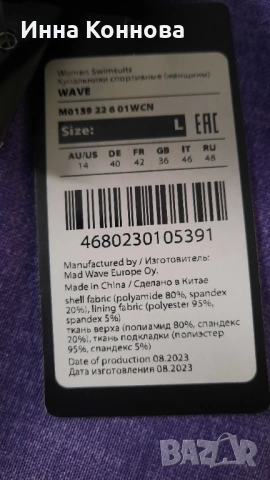 Инна Коннова
Women Swimsuits
Купальники спортивные (женщины)
WAVE
M0139 22 6 01WCN
Size: L
EAC
AU/US DE FR GB IT RU
14 40 42 36 46 48
4680230105391
Manufactured by / Изготовитель:
Mad Wave Europe Oy.
Made in China / Сделано в Китае
shell fabric (polyamide 80%, spandex
20%), lining fabric (polyester 95%,
spandex 5%)
ткань верха (полиамид 80%, спандекс
20%), ткань подкладки (полиэстер
95%, спандекс 5%)
Date of production 08.2023
Дата изготовления 08.2023
BAZAR